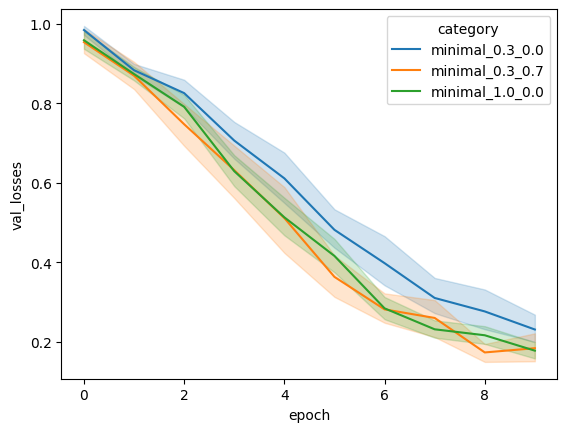 1.0
0.8
0.6
0.4
0.2
val_losses
category
minimal_0.3_0.0
minimal_0.3_0.7
minimal_1.0_0.0
0 2 4 6 8
epoch